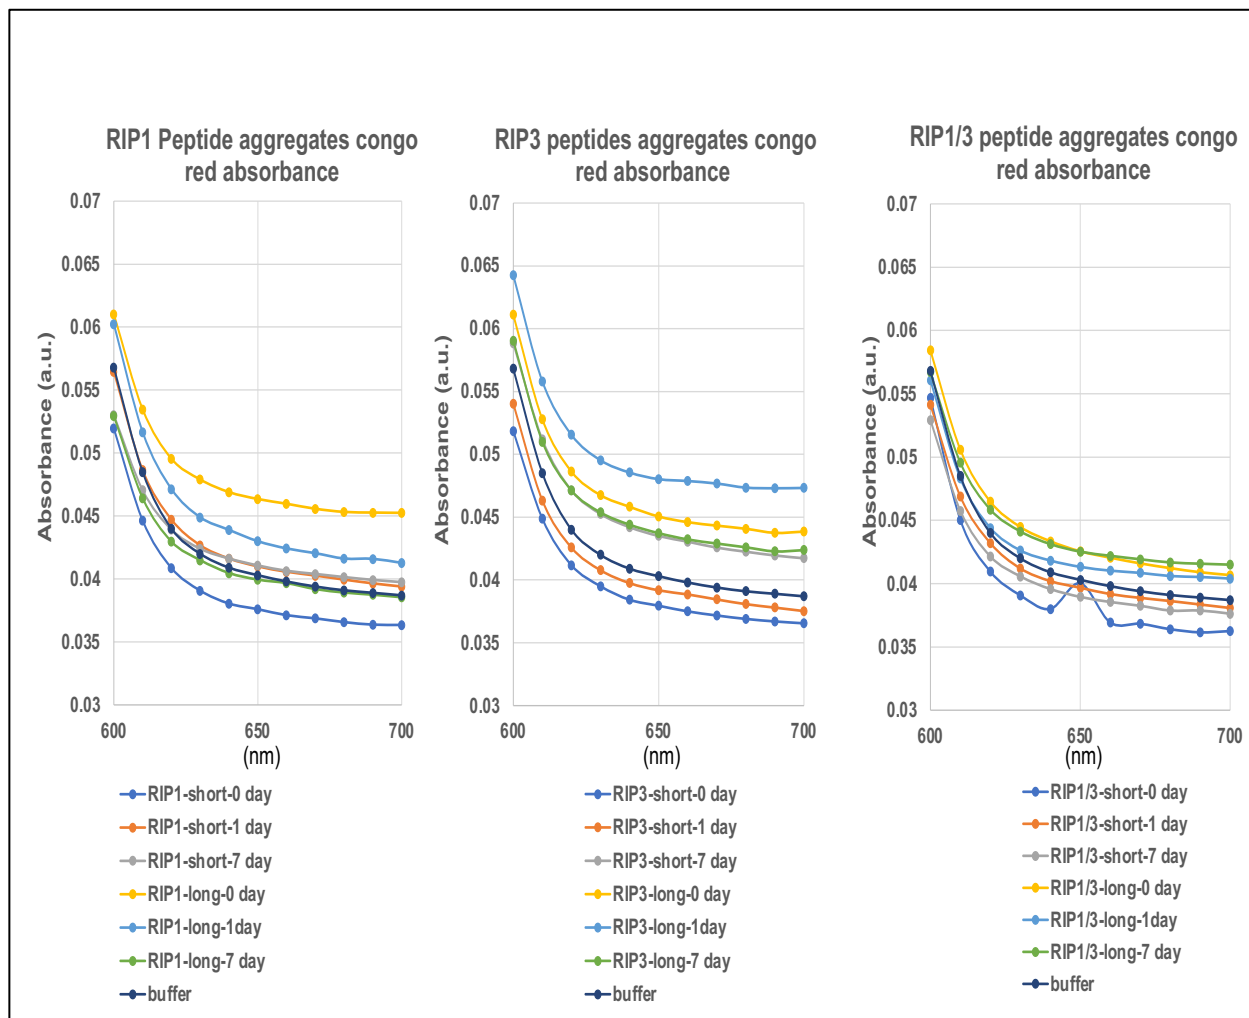 RIP1 Peptide aggregates congo
red absorbance
0.07
0.065
0.06
0.055
0.05
0.045
0.04
0.035
0.03
Absorbance (a.u.)
600
650
700
(nm)
RIP1-short-0 day
RIP1-short-1 day
RIP1-short-7 day
RIP1-long-0 day
RIP1-long-1day
RIP1-long-7 day
buffer
RIP3 peptides aggregates congo
red absorbance
0.07
0.065
0.06
0.055
0.05
0.045
0.04
0.035
0.03
Absorbance (a.u.)
600
650
700
(nm)
RIP3-short-0 day
RIP3-short-1 day
RIP3-short-7 day
RIP3-long-0 day
RIP3-long-1day
RIP3-long-7 day
buffer
RIP1/3 peptide aggregates congo
red absorbance
0.07
0.065
0.06
0.055
0.05
0.045
0.04
0.035
0.03
Absorbance (a.u.)
600
650
700
(nm)
RIP1/3-short-0 day
RIP1/3-short-1 day
RIP1/3-short-7 day
RIP1/3-long-0 day
RIP1/3-long-1day
RIP1/3-long-7 day
buffer